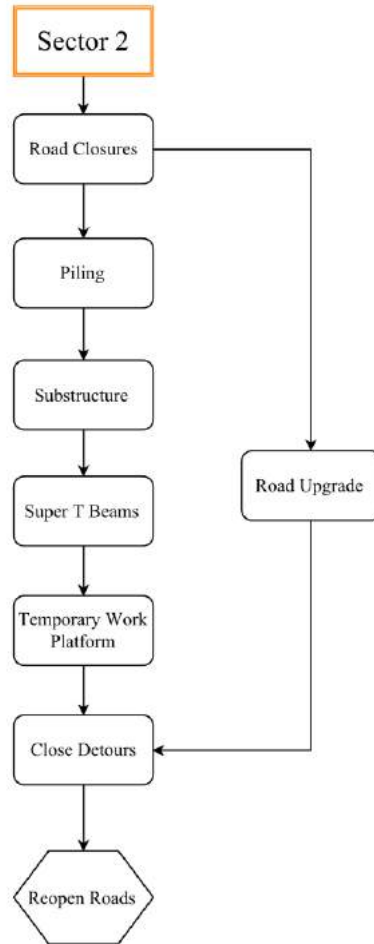 Sector 2
Road Closures
Piling
Substructure
Super T Beams
Road Upgrade
Temporary Work
Platform
Close Detours
Reopen Roads